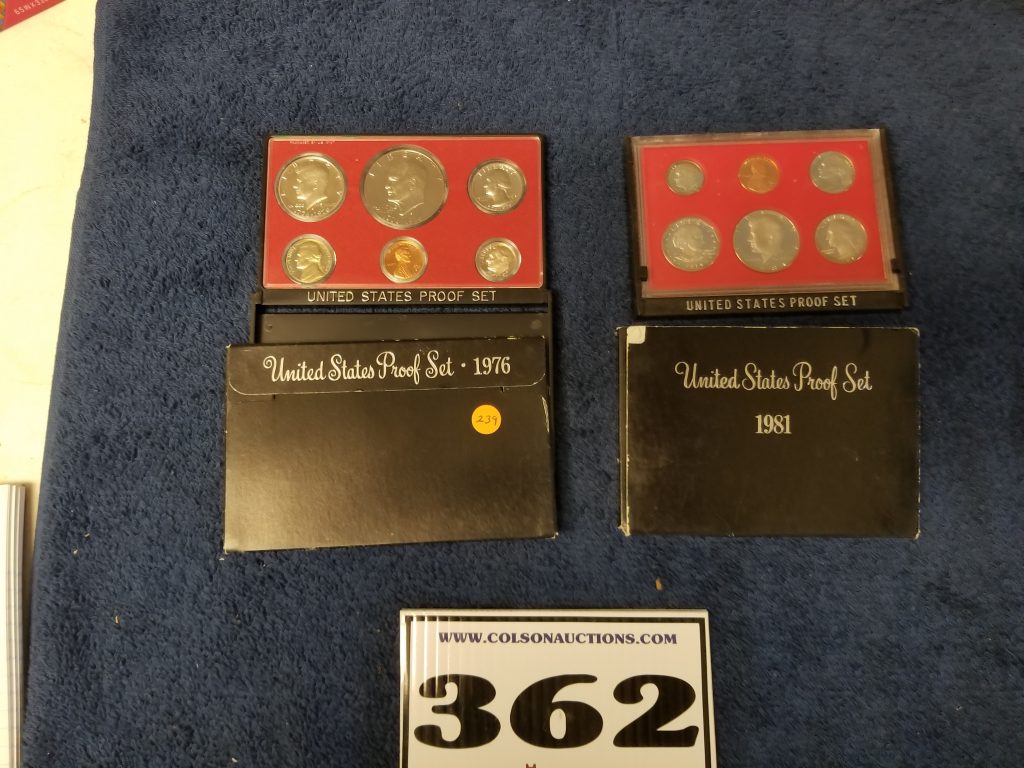 UNITED STATES PROOF SET
UNITED STATES PROOF SET
United States Proof Set · 1976
239
United States Proof Set
1981
WWW.COLSONAUCTIONS.COM
362